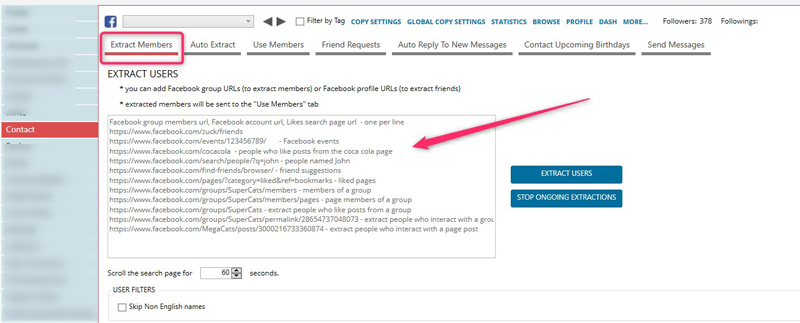 Filter by Tag COPY SETTINGS GLOBAL COPY SETTINGS STATISTICS BROWSE PROFILE DASH MORE... Followers: 378 Followings:
Extract Members Auto Extract Use Members Friend Requests Auto Reply To New Messages Contact Upcoming Birthdays Send Messages
EXTRACT USERS
* you can add Facebook group URLs (to extract members) or Facebook profile URLs (to extract friends)
* extracted members will be sent to the "Use Members" tab
Facebook group members url, Facebook account url, Likes search page url - one per line
https://www.facebook.com/zuck/friends
https://www.facebook.com/events/123456789/ - Facebook events
https://www.facebook.com/cocacola - people who like posts from the coca cola page
https://www.facebook.com/search/people/?q=john - people named John
https://www.facebook.com/find-friends/browser/ - friend suggestions
https://www.facebook.com/pages/?category=liked&ref=bookmarks - liked pages
https://www.facebook.com/groups/SuperCats/members - members of a group
https://www.facebook.com/groups/SuperCats/members/pages - page members of a group
https://www.facebook.com/groups/SuperCats - extract people who like posts from a group
https://www.facebook.com/groups/SuperCats/permalink/28654737048073 - extract people who interact with a grou
https://www.facebook.com/MegaCats/posts/3000216733360874 - extract people who interact with a page post
Contact
EXTRACT USERS
STOP ONGOING EXTRACTIONS
Scroll the search page for 60 seconds.
USER FILTERS
Skip Non English names